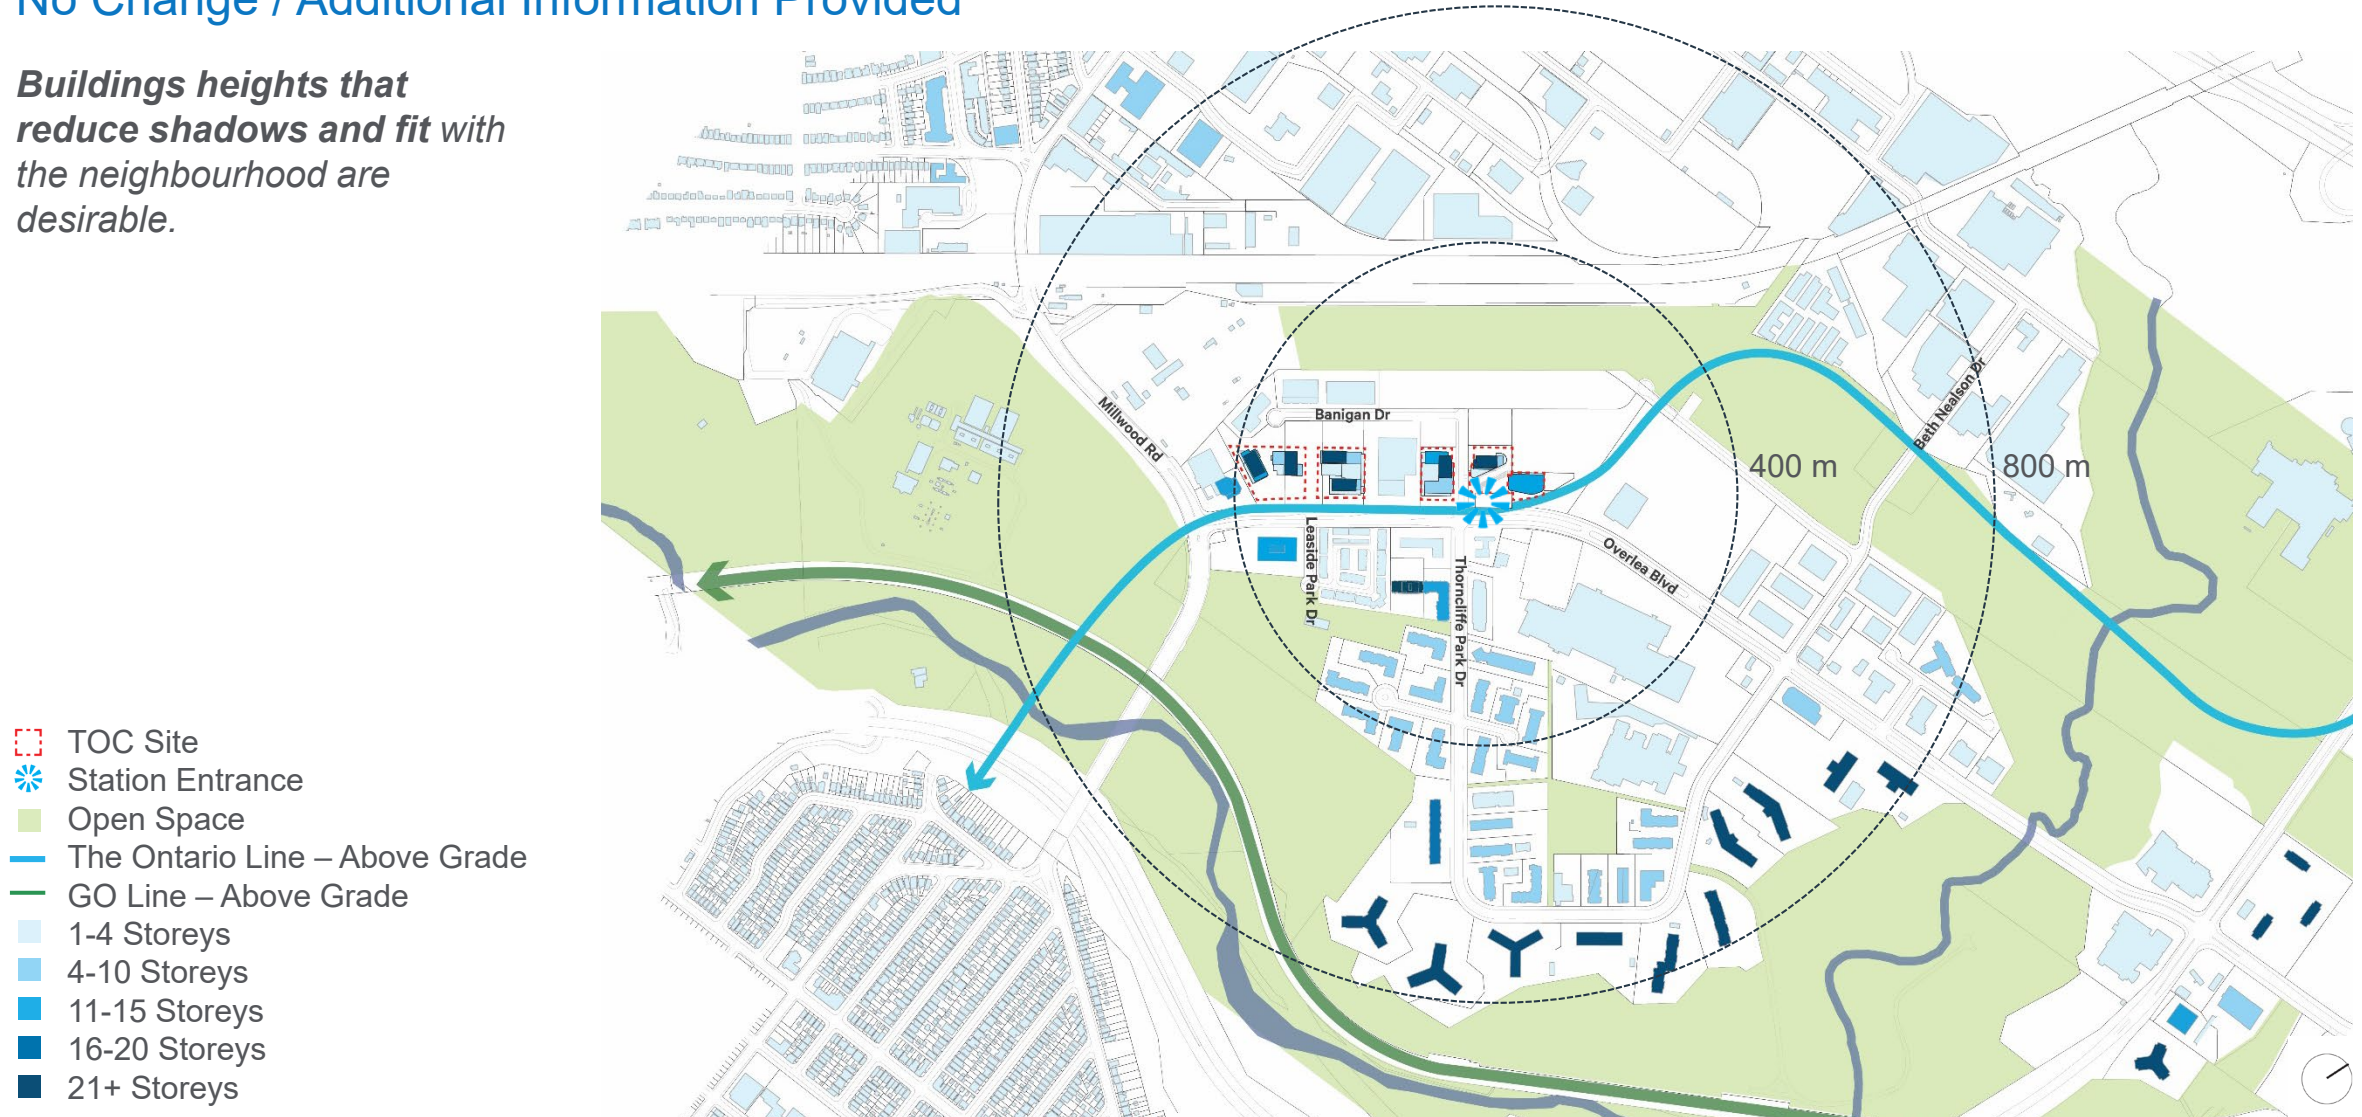 No Change / Additional Information Provided
Buildings heights that
reduce shadows and fit with
the neighbourhood are
desirable.
Millwood Rd
Banigan Dr
Beth Nealson Dr
400 m
800 m
Leaside Park Dr
Overlea Blvd
Thorncliffe Park Dr
TOC Site
Station Entrance
Open Space
The Ontario Line – Above Grade
GO Line – Above Grade
1-4 Storeys
4-10 Storeys
11-15 Storeys
16-20 Storeys
21+ Storeys